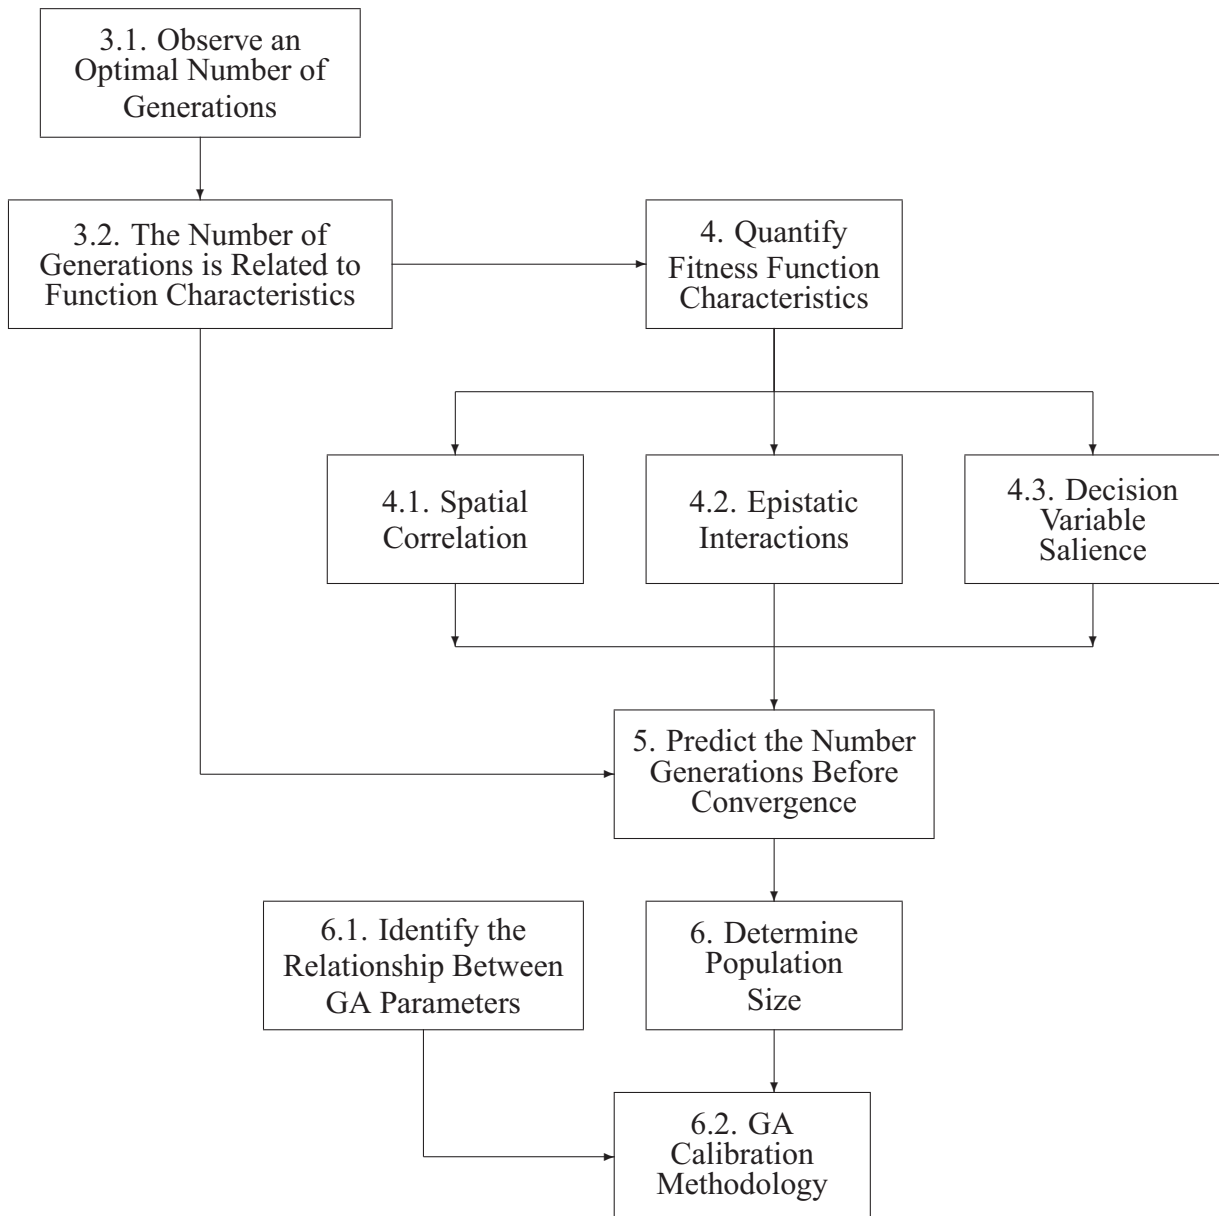 3.1. Observe an
Optimal Number of
Generations
3.2. The Number of
Generations is Related to
Function Characteristics
4. Quantify
Fitness Function
Characteristics
4.1. Spatial
Correlation
4.2. Epistatic
Interactions
4.3. Decision
Variable
Salience
5. Predict the Number
Generations Before
Convergence
6.1. Identify the
Relationship Between
GA Parameters
6. Determine
Population
Size
6.2. GA
Calibration
Methodology